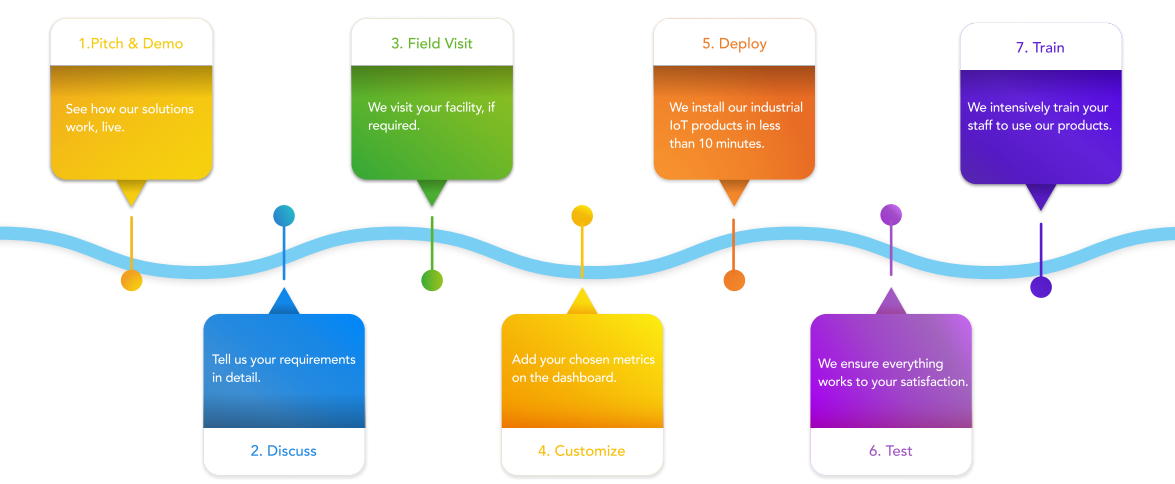 1.Pitch & Demo
See how our solutions
work, live.
2. Discuss
Tell us your requirements
in detail.
3. Field Visit
We visit your facility, if
required.
4. Customize
Add your chosen metrics
on the dashboard.
5. Deploy
We install our industrial
IoT products in less
than 10 minutes.
6. Test
We ensure everything
works to your satisfaction.
7. Train
We intensively train your
staff to use our products.